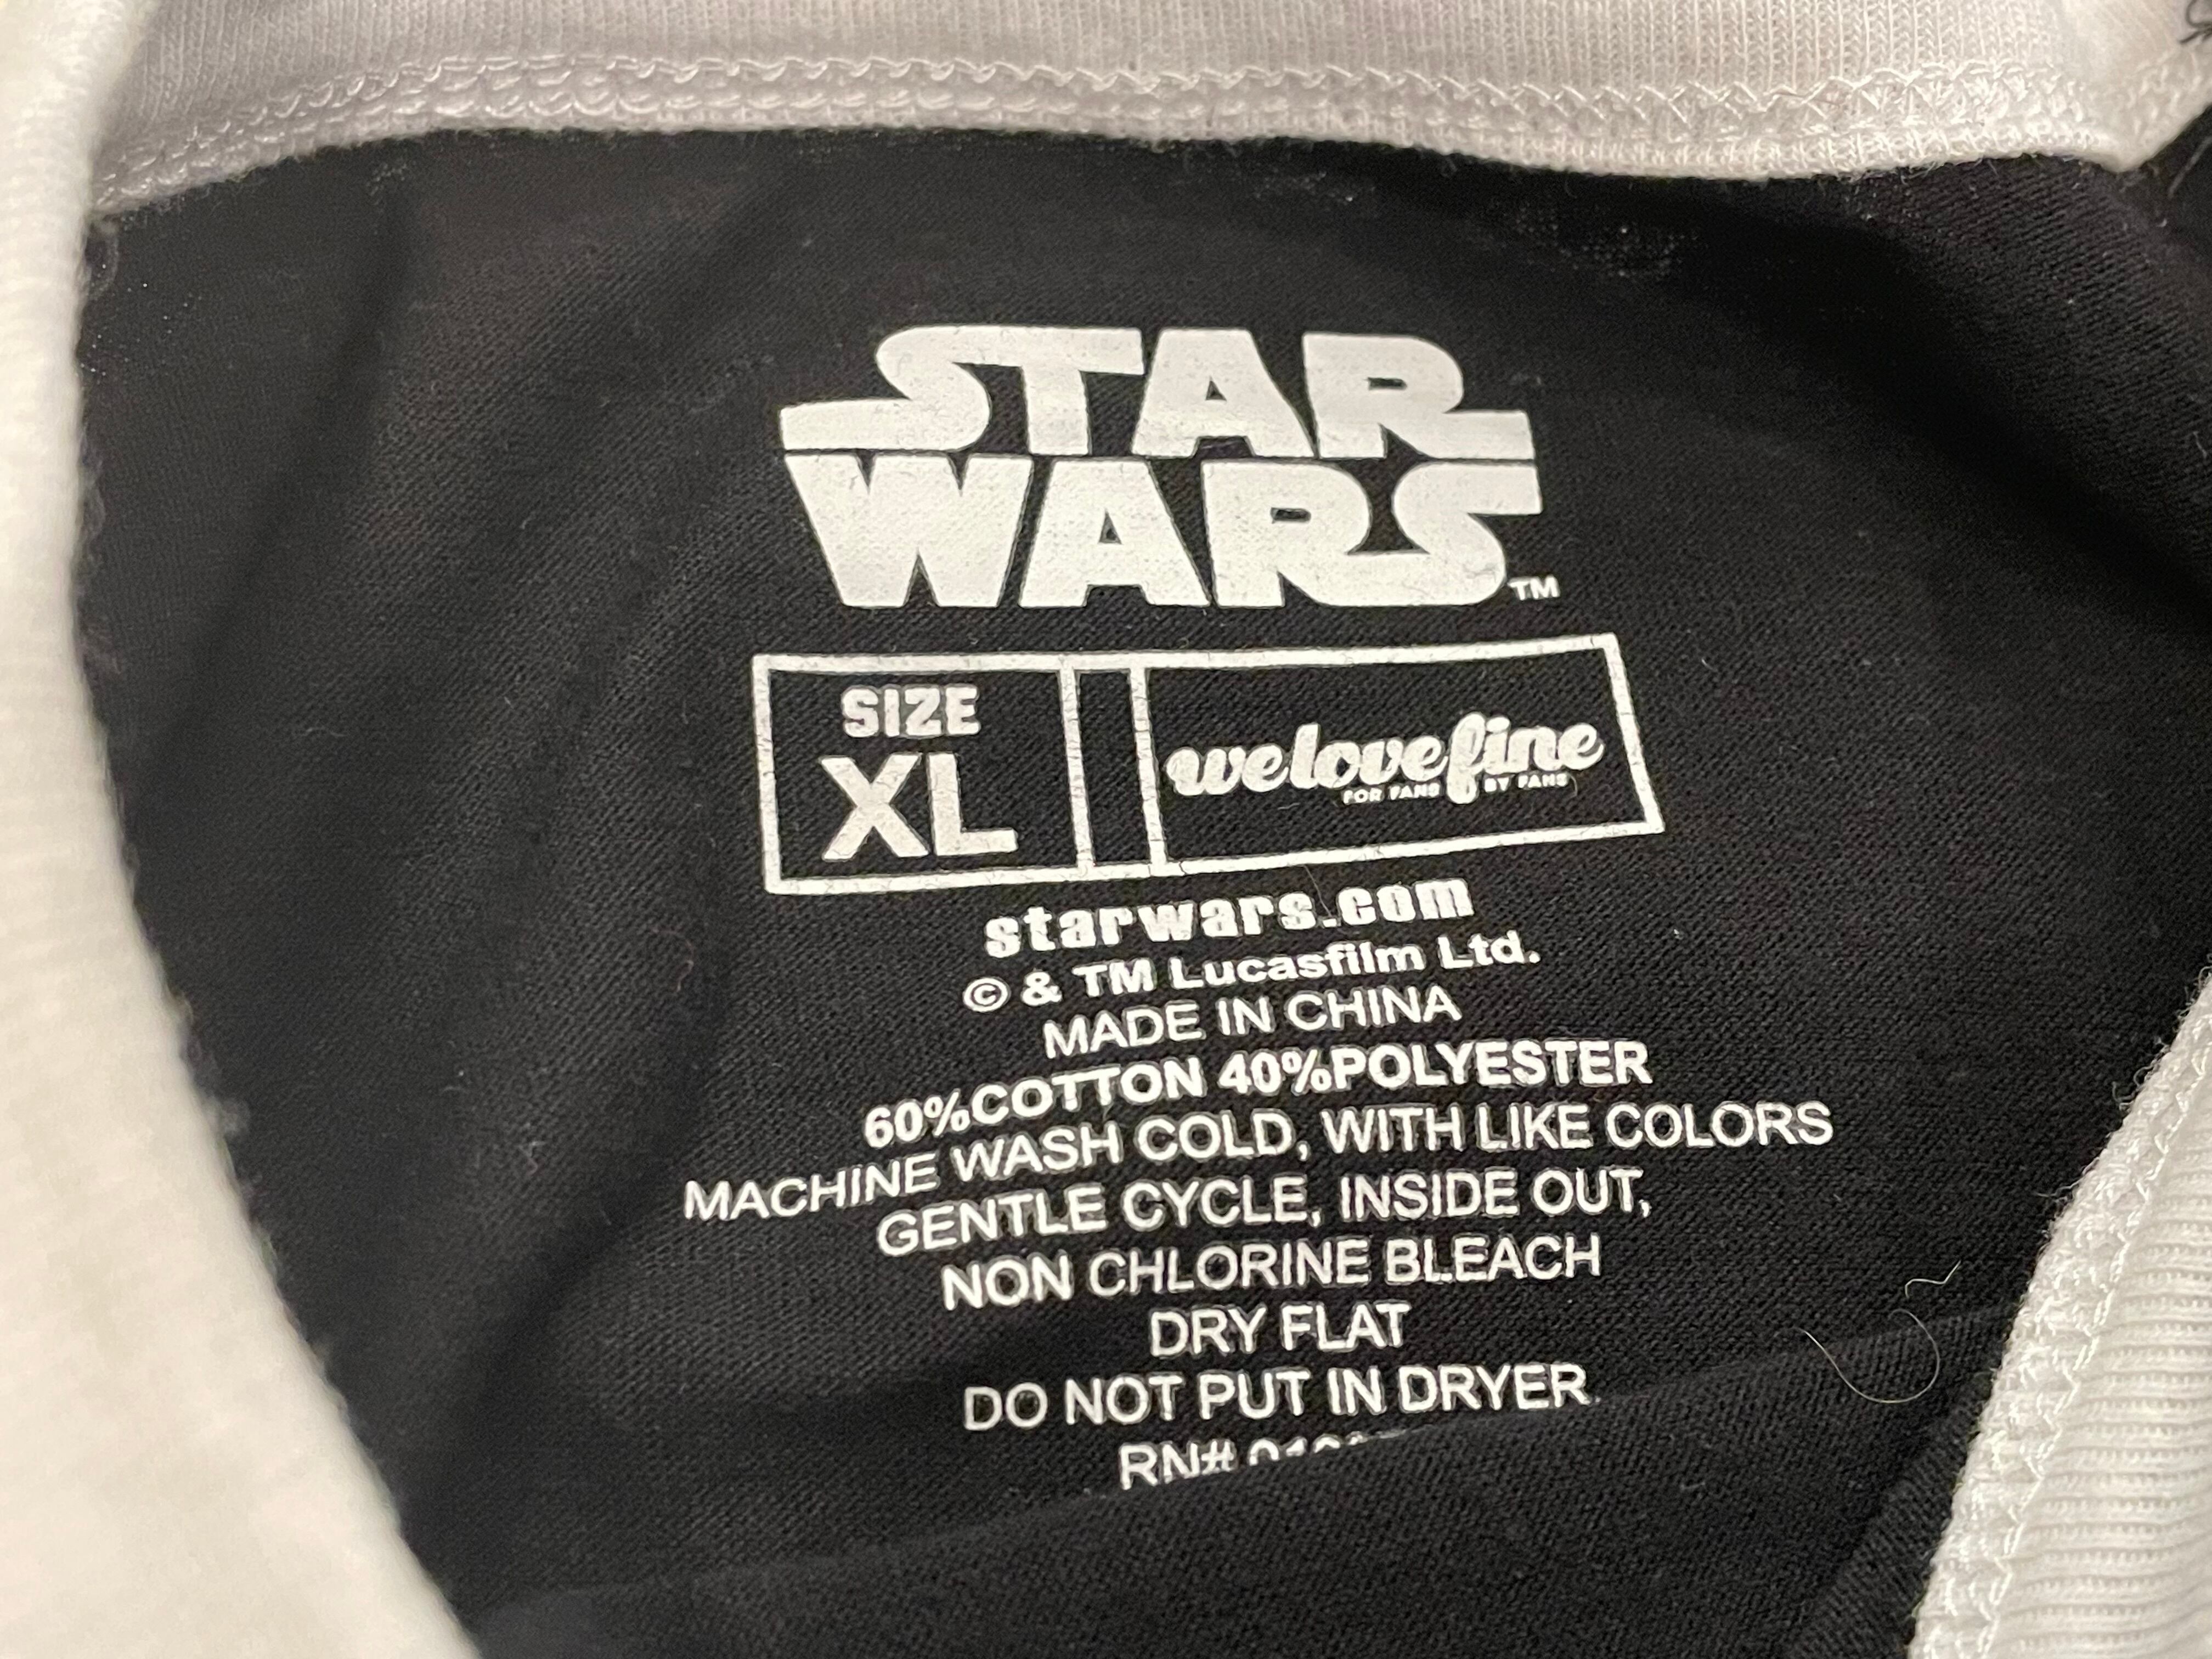 STAR
WARS™
SIZE
XL
welovefine
FOR FANS BY FANS
starwars.com
© & TM Lucasfilm Ltd.
MADE IN CHINA
60%COTTON 40%POLYESTER
MACHINE WASH COLD, WITH LIKE COLORS
GENTLE CYCLE, INSIDE OUT,
NON CHLORINE BLEACH
DRY FLAT
DO NOT PUT IN DRYER.
RN#